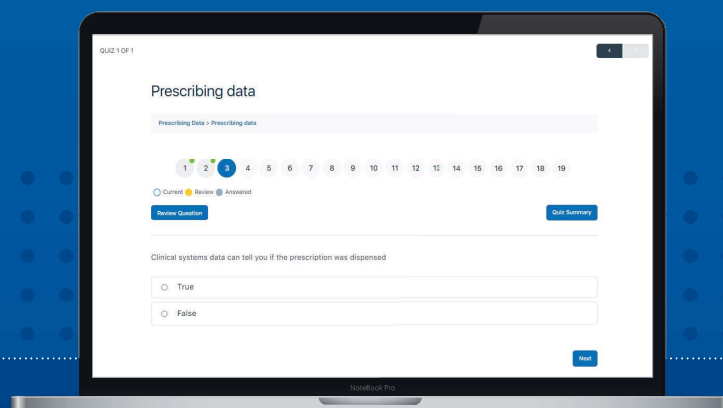 QUIZ 1 OF 1
Prescribing data
Prescribing Data > Prescribing data
1 2 3 4 5 6 7 8 9 10 11 12 13 14 15 16 17 18 19
Current Review Answered
Review Question Quiz Summary
Clinical systems data can tell you if the prescription was dispensed
True
False
Next
NoteBook Pro